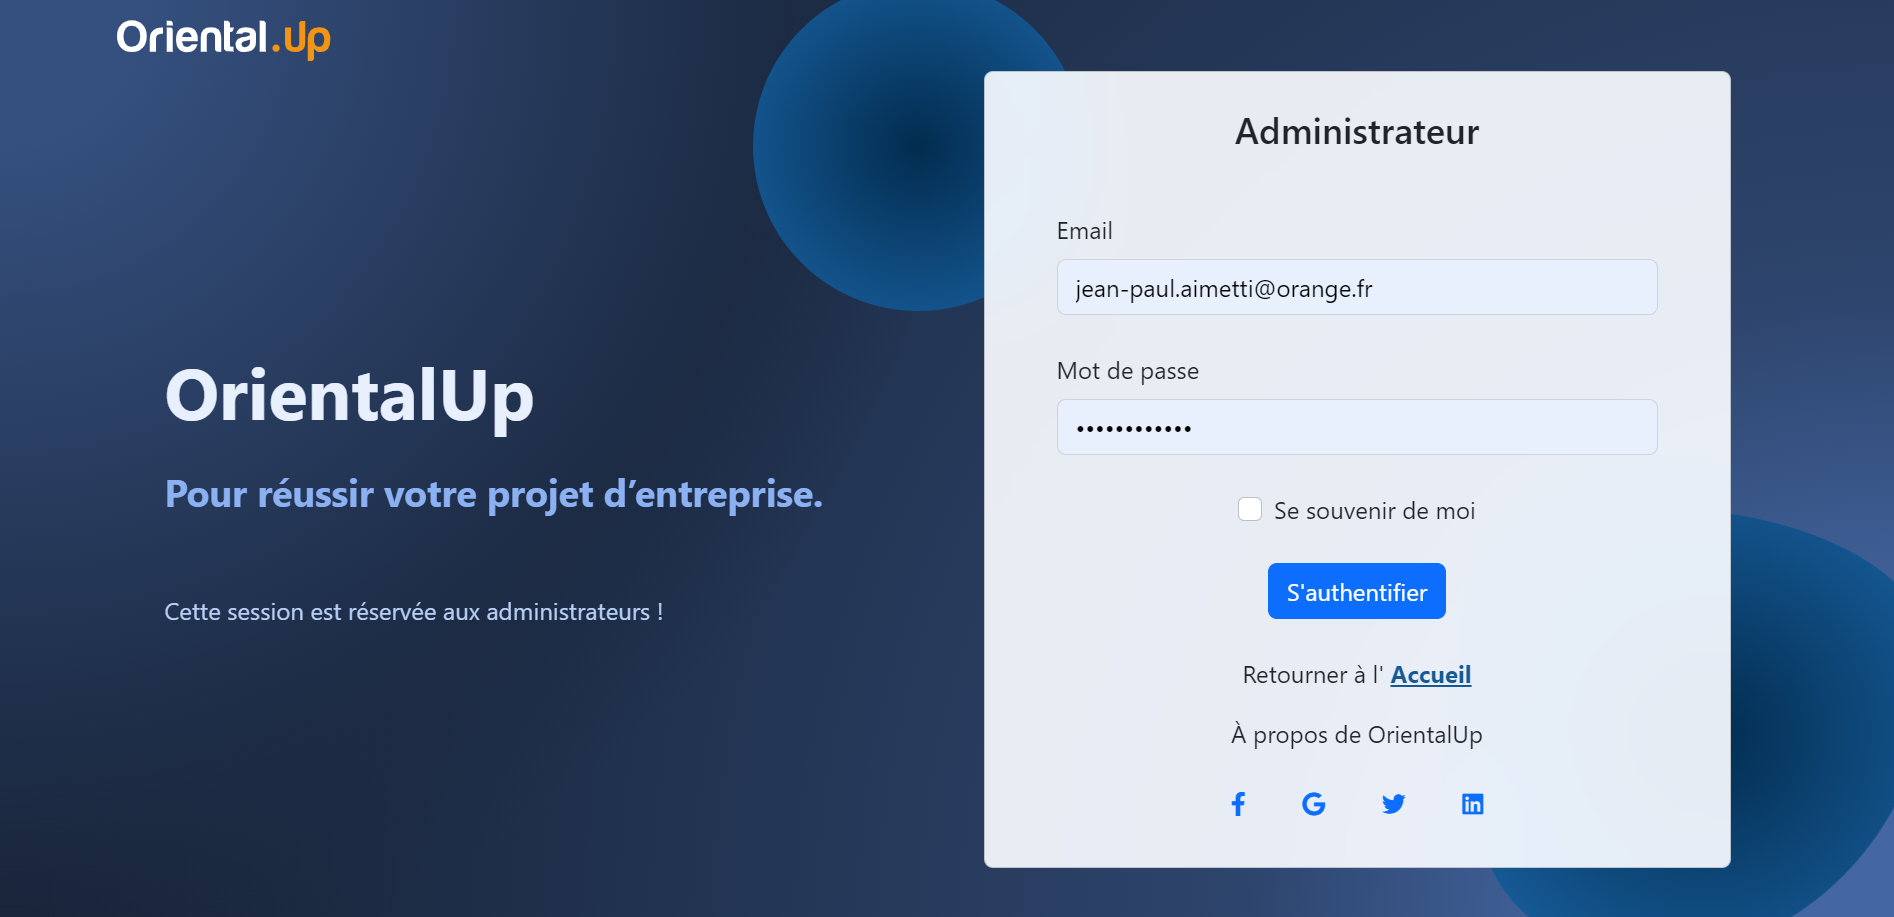 Oriental.Up
OrientalUp
Pour réussir votre projet d’entreprise.
Cette session est réservée aux administrateurs !
Administrateur
Email
jean-paul.aimetti@orange.fr
Mot de passe
••••••••••••
Se souvenir de moi
S'authentifier
Retourner à l' Accueil
À propos de OrientalUp